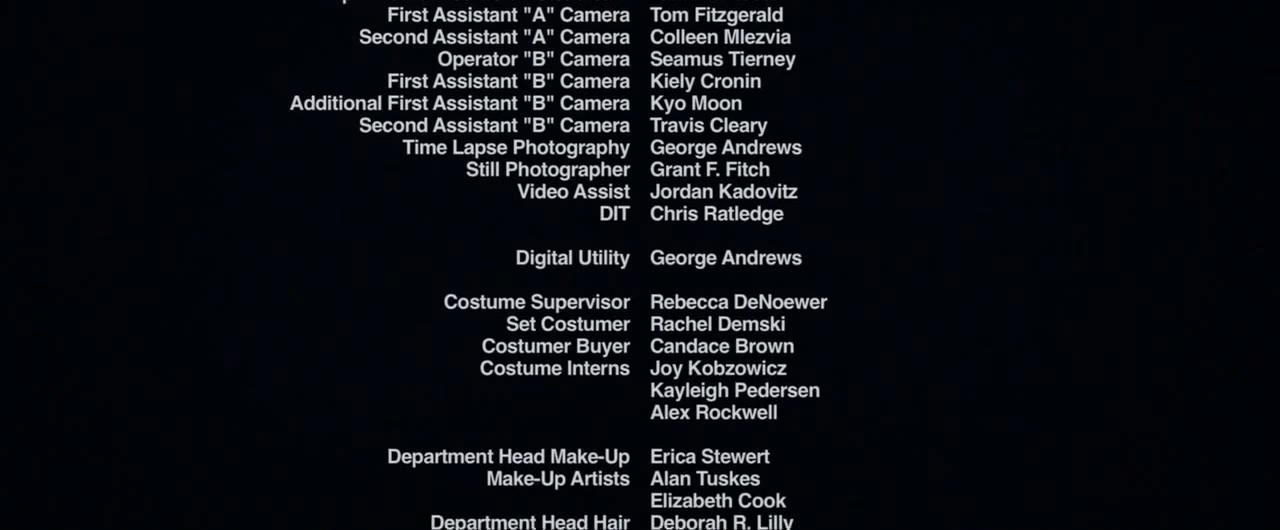 First Assistant "A" Camera Tom Fitzgerald
Second Assistant "A" Camera Colleen Mlezvia
Operator "B" Camera Seamus Tierney
First Assistant "B" Camera Kiely Cronin
Additional First Assistant "B" Camera Kyo Moon
Second Assistant "B" Camera Travis Cleary
Time Lapse Photography George Andrews
Still Photographer Grant F. Fitch
Video Assist Jordan Kadovitz
DIT Chris Ratledge
Digital Utility George Andrews
Costume Supervisor Rebecca DeNoewer
Set Costumer Rachel Demski
Costumer Buyer Candace Brown
Costume Interns Joy Kobzowicz
Kayleigh Pedersen
Alex Rockwell
Department Head Make-Up Erica Stewert
Make-Up Artists Alan Tuskes
Elizabeth Cook
Department Head Hair Deborah R. Lilly